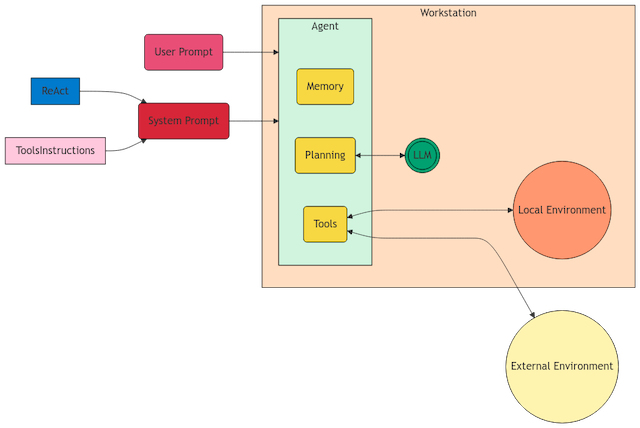 Workstation
Agent
User Prompt
Memory
ReAct
System Prompt
ToolsInstructions
Planning
LLM
Tools
Local Environment
External Environment